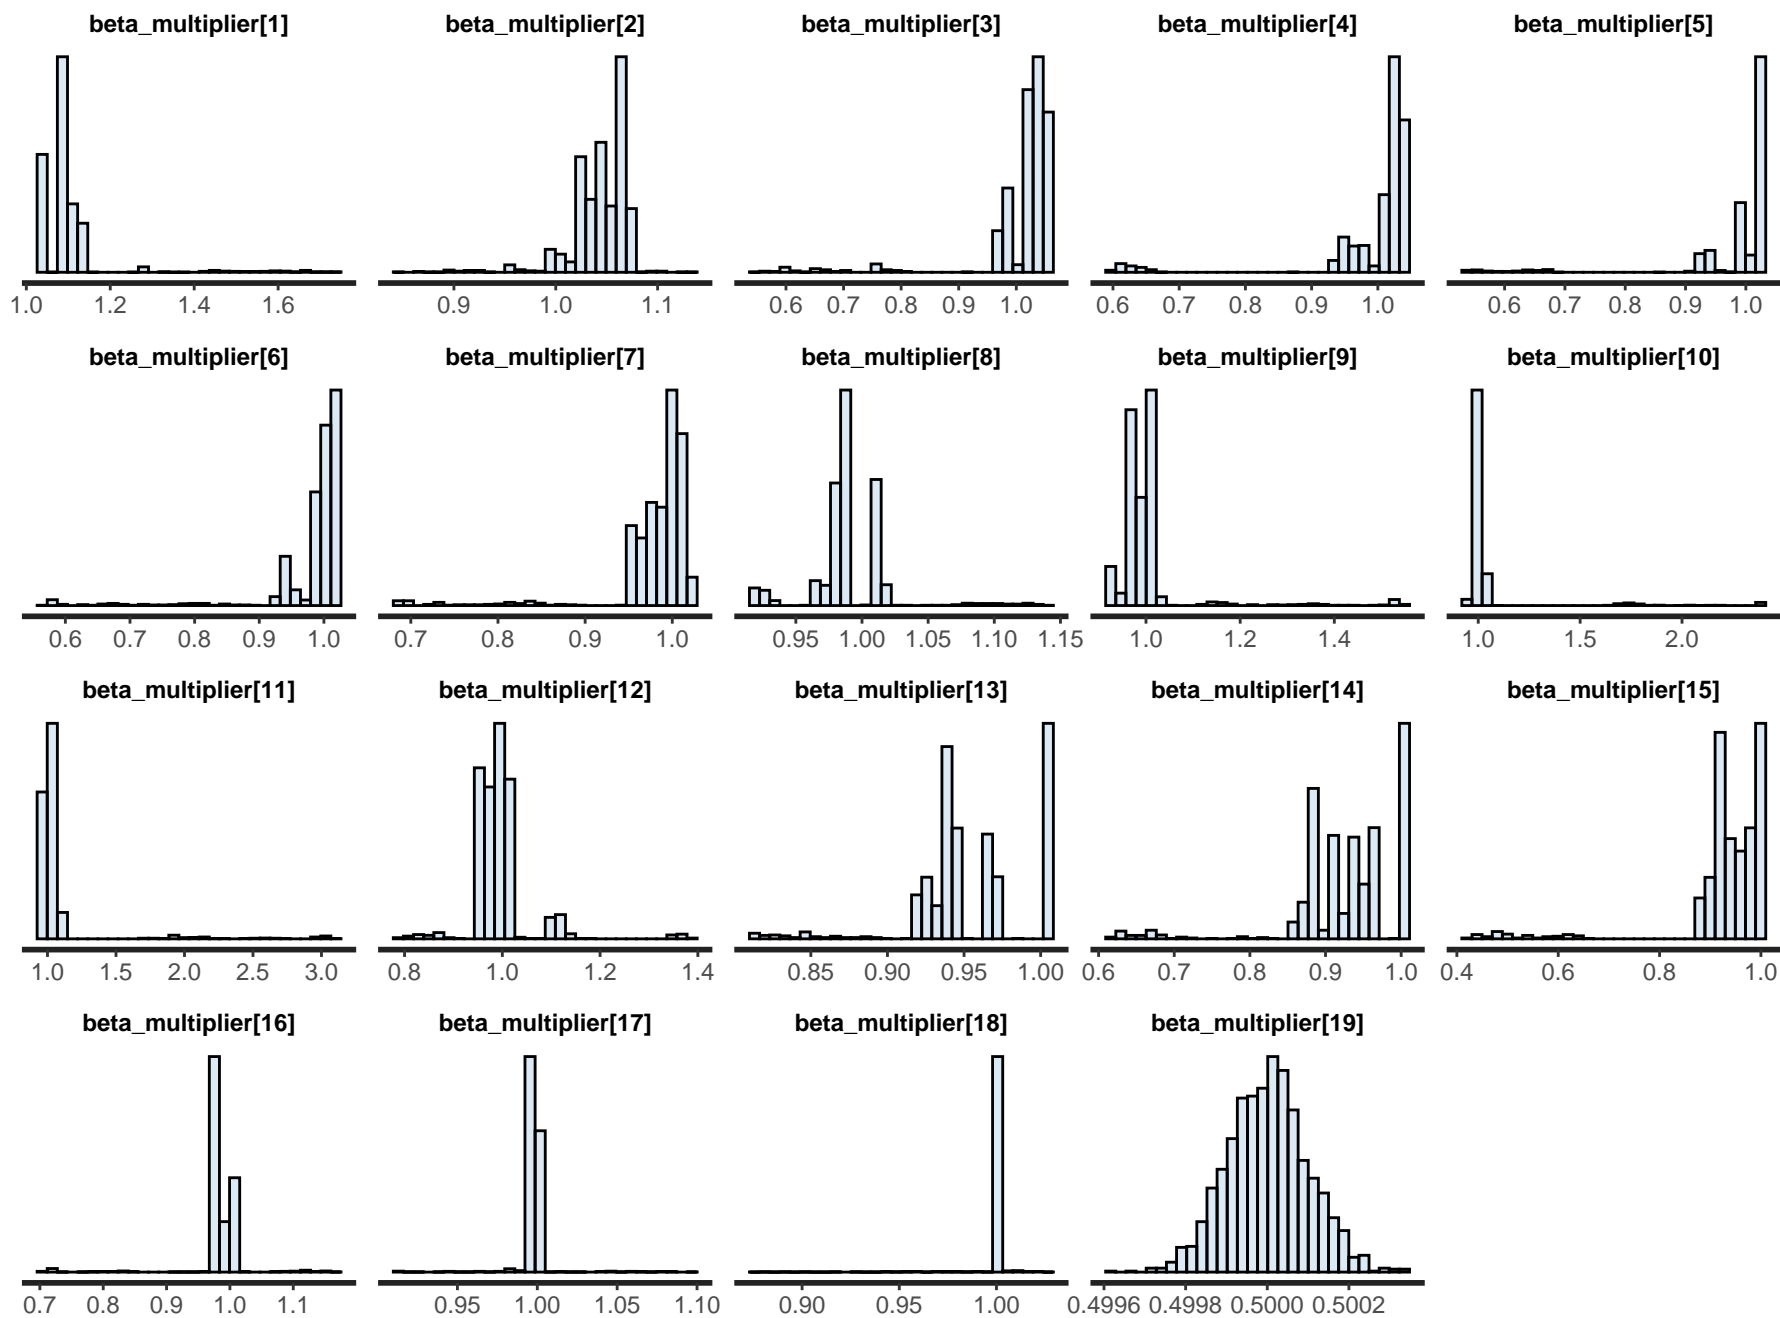 beta_multiplier[1] beta_multiplier[2] beta_multiplier[3] beta_multiplier[4] beta_multiplier[5]
1.0 1.2 1.4 1.6 0.9 1.0 1.1 0.6 0.7 0.8 0.9 1.0 0.6 0.7 0.8 0.9 1.0 0.6 0.7 0.8 0.9 1.0
beta_multiplier[6] beta_multiplier[7] beta_multiplier[8] beta_multiplier[9] beta_multiplier[10]
0.6 0.7 0.8 0.9 1.0 0.7 0.8 0.9 1.0 0.95 1.00 1.05 1.10 1.15 1.0 1.2 1.4 1.0 1.5 2.0
beta_multiplier[11] beta_multiplier[12] beta_multiplier[13] beta_multiplier[14] beta_multiplier[15]
1.0 1.5 2.0 2.5 3.0 0.8 1.0 1.2 1.4 0.85 0.90 0.95 1.00 0.6 0.7 0.8 0.9 1.0 0.4 0.6 0.8 1.0
beta_multiplier[16] beta_multiplier[17] beta_multiplier[18] beta_multiplier[19]
0.7 0.8 0.9 1.0 1.1 0.95 1.00 1.05 1.10 0.90 0.95 1.00 0.4996 0.4998 0.5000 0.5002